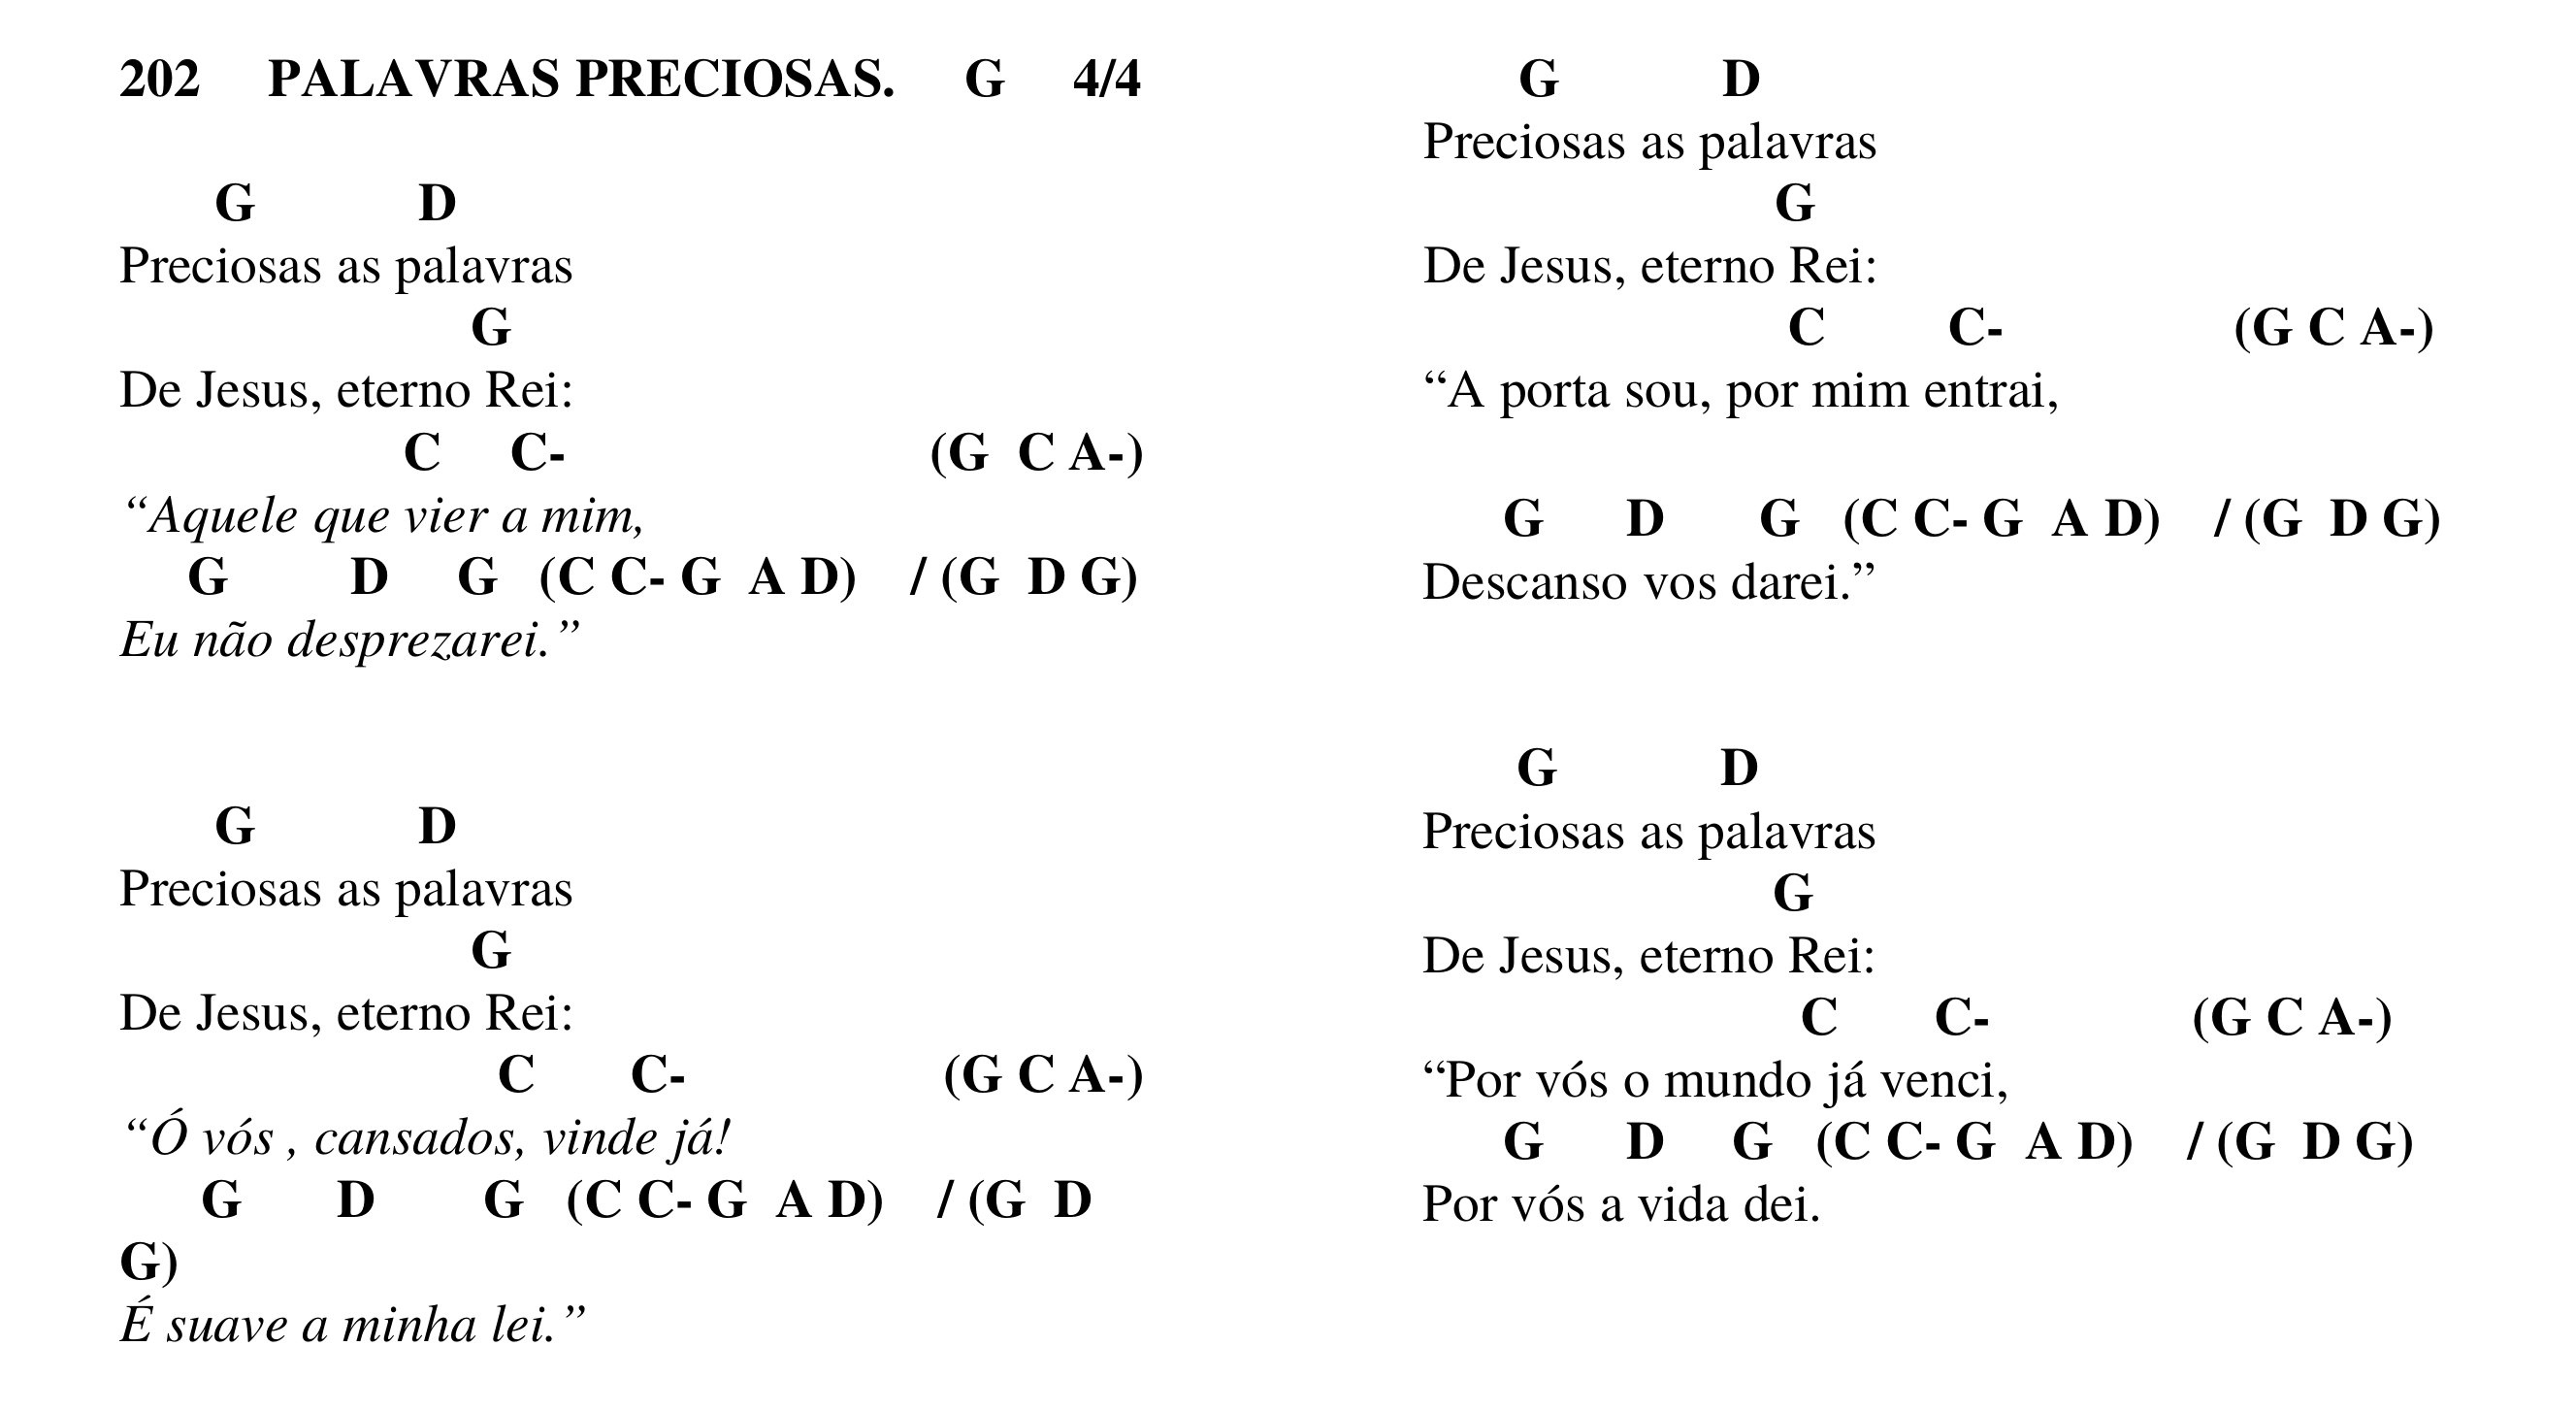 202 PALAVRAS PRECIOSAS. G 4/4
G D
Preciosas as palavras
G
De Jesus, eterno Rei:
C C- (G C A-)
“Aquele que vier a mim,
G D G (C C- G A D) / (G D G)
Eu não desprezarei.”
G D
Preciosas as palavras
G
De Jesus, eterno Rei:
C C- (G C A-)
“Ó vós , cansados, vinde já!
G D G (C C- G A D) / (G D
G)
É suave a minha lei.”
G D
Preciosas as palavras
G
De Jesus, eterno Rei:
C C- (G C A-)
“A porta sou, por mim entrai,
G D G (C C- G A D) / (G D G)
Descanso vos darei.”
G D
Preciosas as palavras
G
De Jesus, eterno Rei:
C C- (G C A-)
“Por vós o mundo já venci,
G D G (C C- G A D) / (G D G)
Por vós a vida dei.